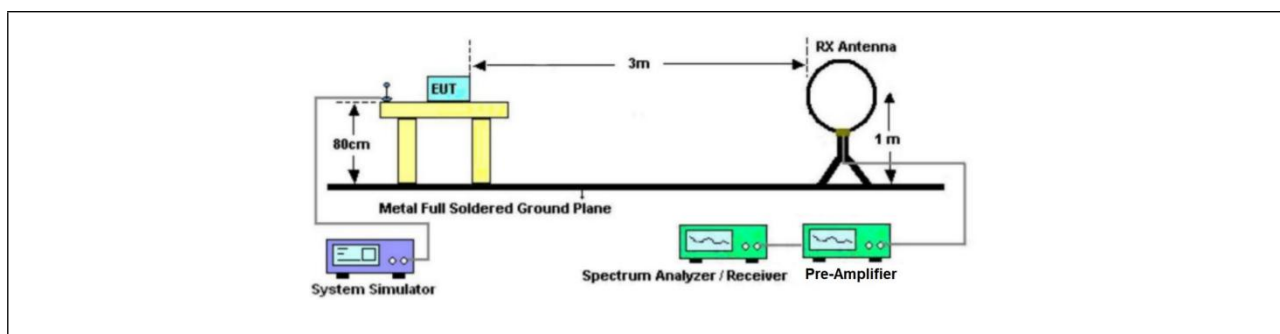 RX Antenna
3m
EUT
80cm
1 m
Metal Full Soldered Ground Plane
System Simulator
Spectrum Analyzer / Receiver
Pre-Amplifier